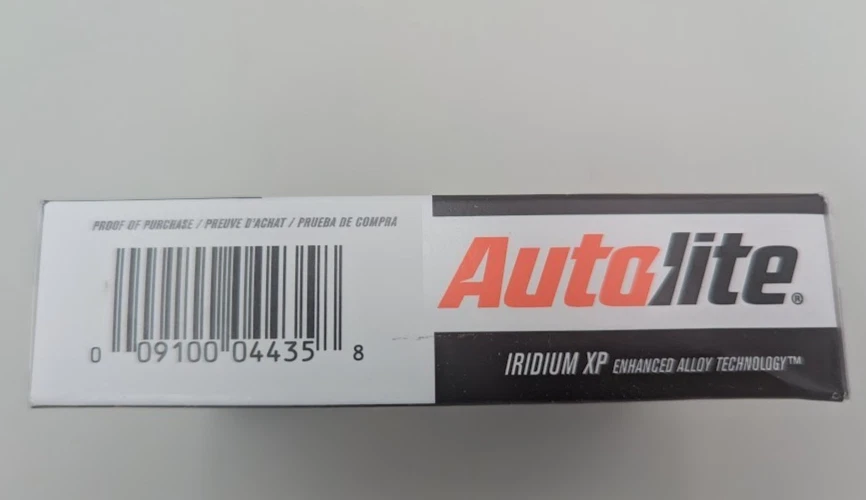 PROOF OF PURCHASE / PREUVE D'ACHAT / PRUEBA DE COMPRA
0 09100 04435 8
Autolite®
IRIDIUM XP ENHANCED ALLOY TECHNOLOGY™